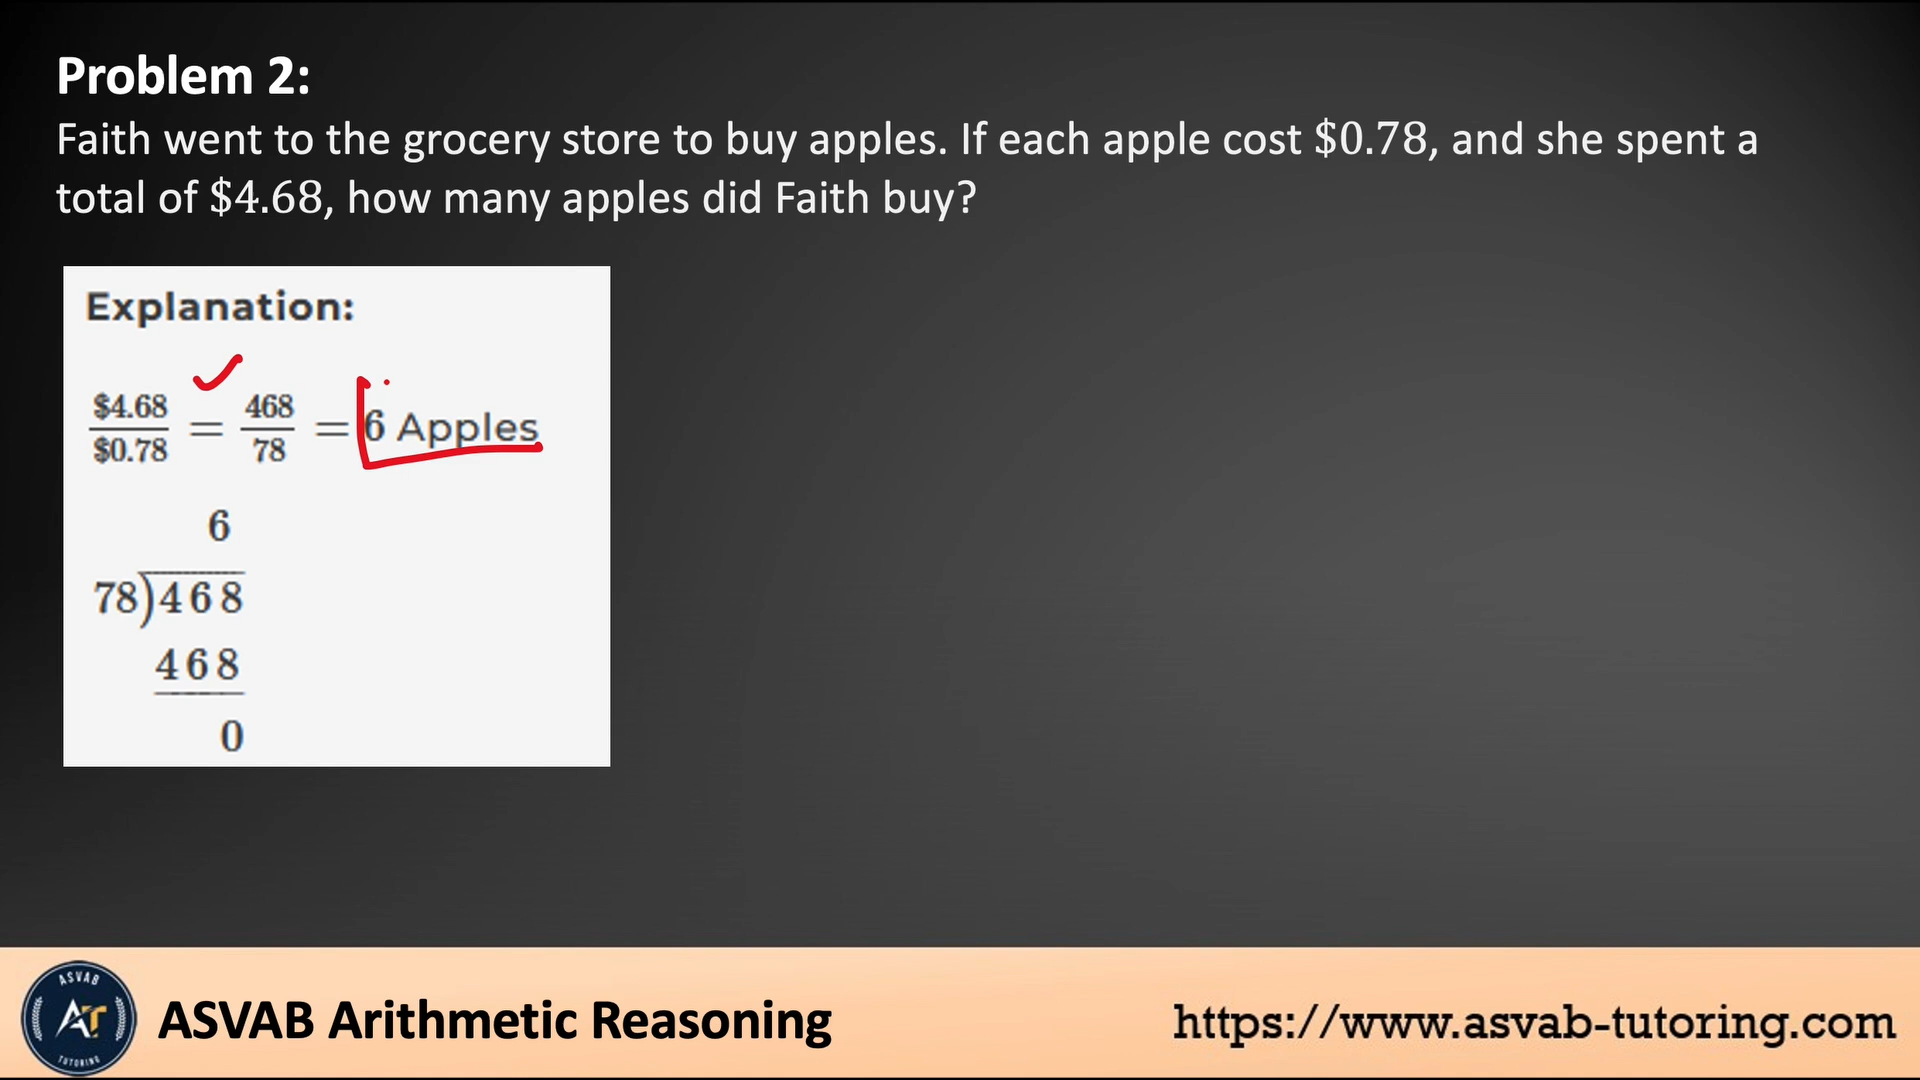 Problem 2:
Faith went to the grocery store to buy apples. If each apple cost $0.78, and she spent a
total of $4.68, how many apples did Faith buy?
Explanation:
$4.68 / $0.78 = 468 / 78 = 6 Apples
6
78)468
468
0
ASVAB
AT
TUTORING
ASVAB Arithmetic Reasoning
https://www.asvab-tutoring.com